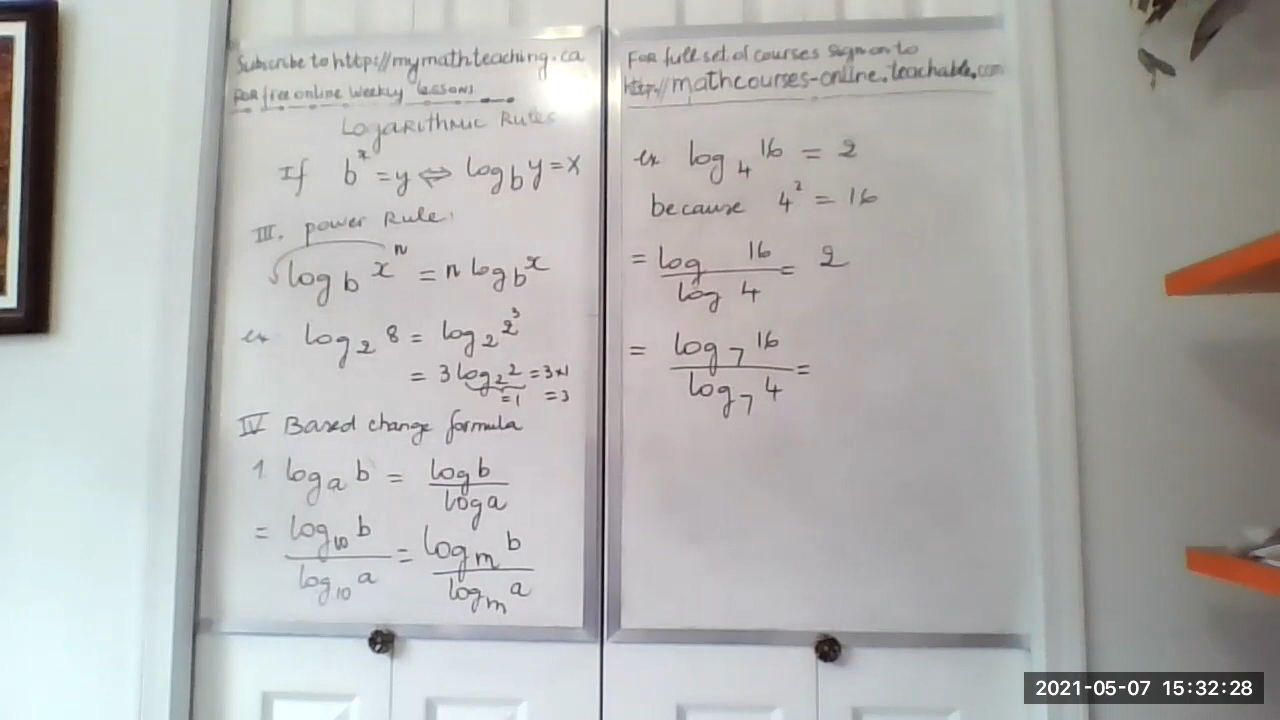 Subscribe to http://mymathteaching.ca
For free online weekly lessons
Logarithmic Rules
If b^x = y ⇔ log_b y = x
III. power Rule.
log_b x^n = n log_b x
ex log_2 8 = log_2 2^3
= 3 log_2 2 = 3×1
=1 =3
IV Based change formula
1. log_a b = log b / log a
= log_10 b / log_10 a = log_m b / log_m a
For full set of courses sign on to
http://mathcourses-online.teachable.com
ex log_4 16 = 2
because 4^2 = 16
= log 16 / log 4 = 2
= log_7 16 / log_7 4 =
2021-05-07 15:32:28